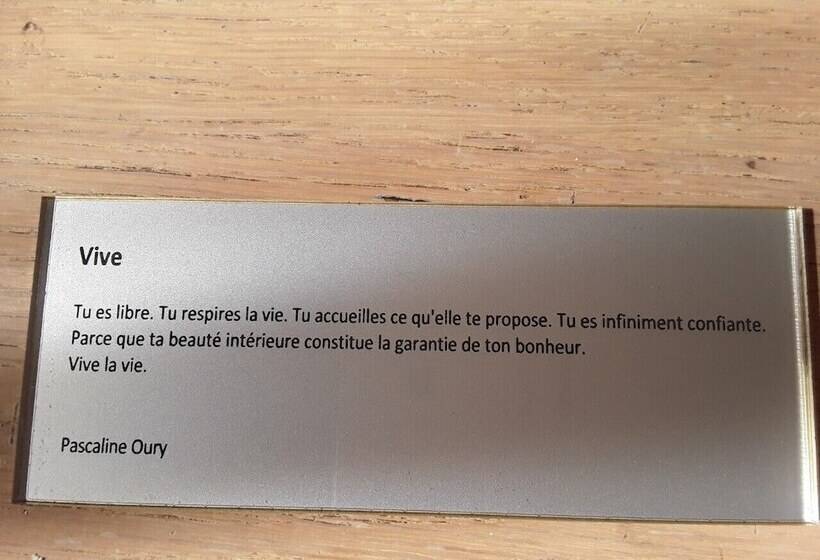 Vive
Tu es libre. Tu respires la vie. Tu accueilles ce qu'elle te propose. Tu es infiniment confiante.
Parce que ta beauté intérieure constitue la garantie de ton bonheur.
Vive la vie.
Pascaline Oury